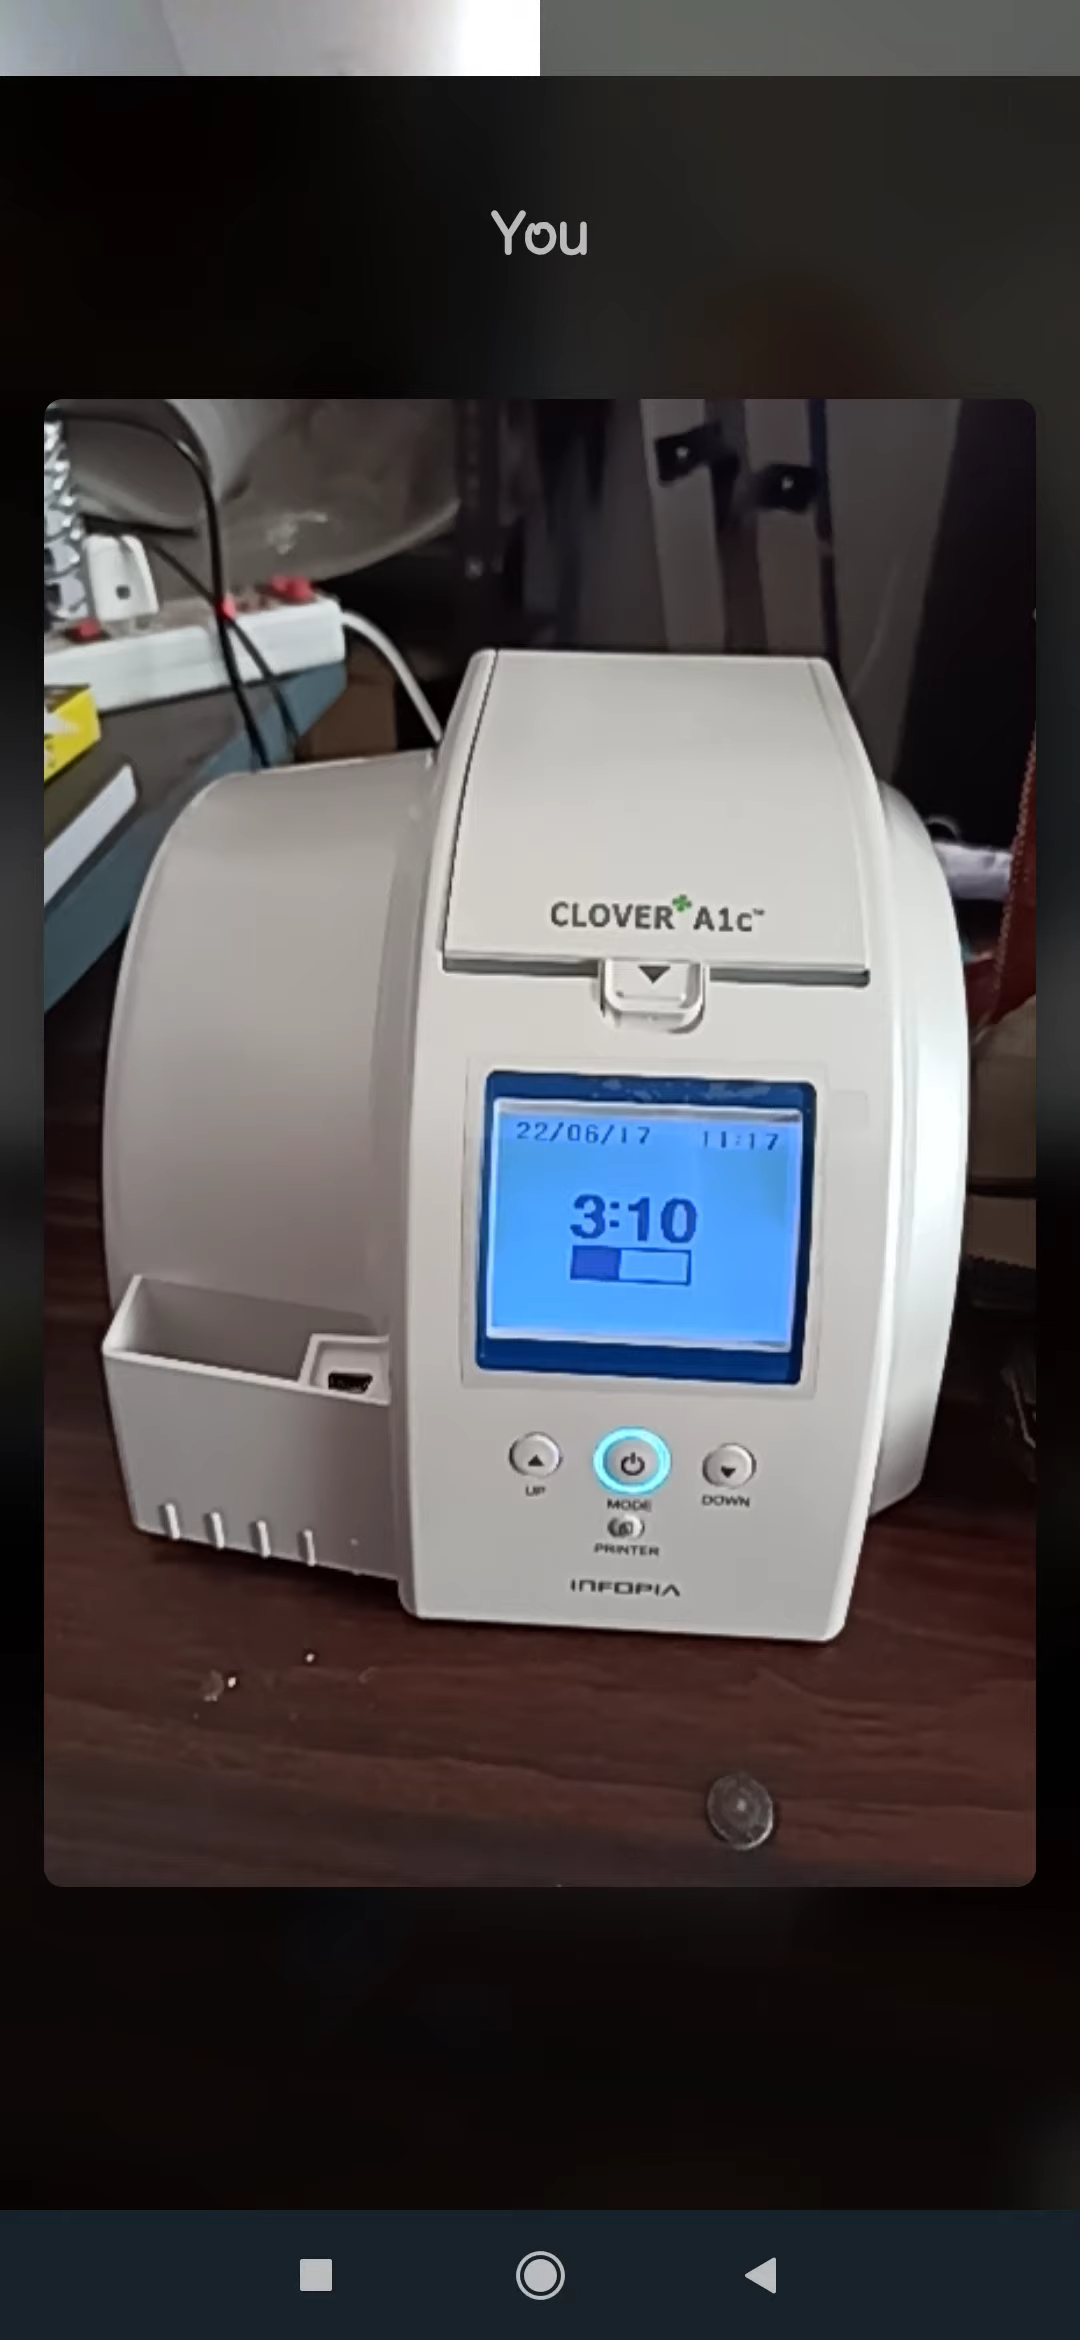 You
CLOVER A1c™
22/06/17 11:17
3:10
UP
MODE
DOWN
PRINTER
INFOPIA